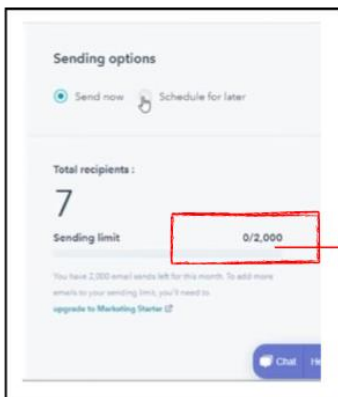 Sending options
Send now Schedule for later
Total recipients :
7
Sending limit 0/2,000
You have 2,000 email sends left for this month. To add more
emails to your sending limit, you'll need to
upgrade to Marketing Starter
Chat He